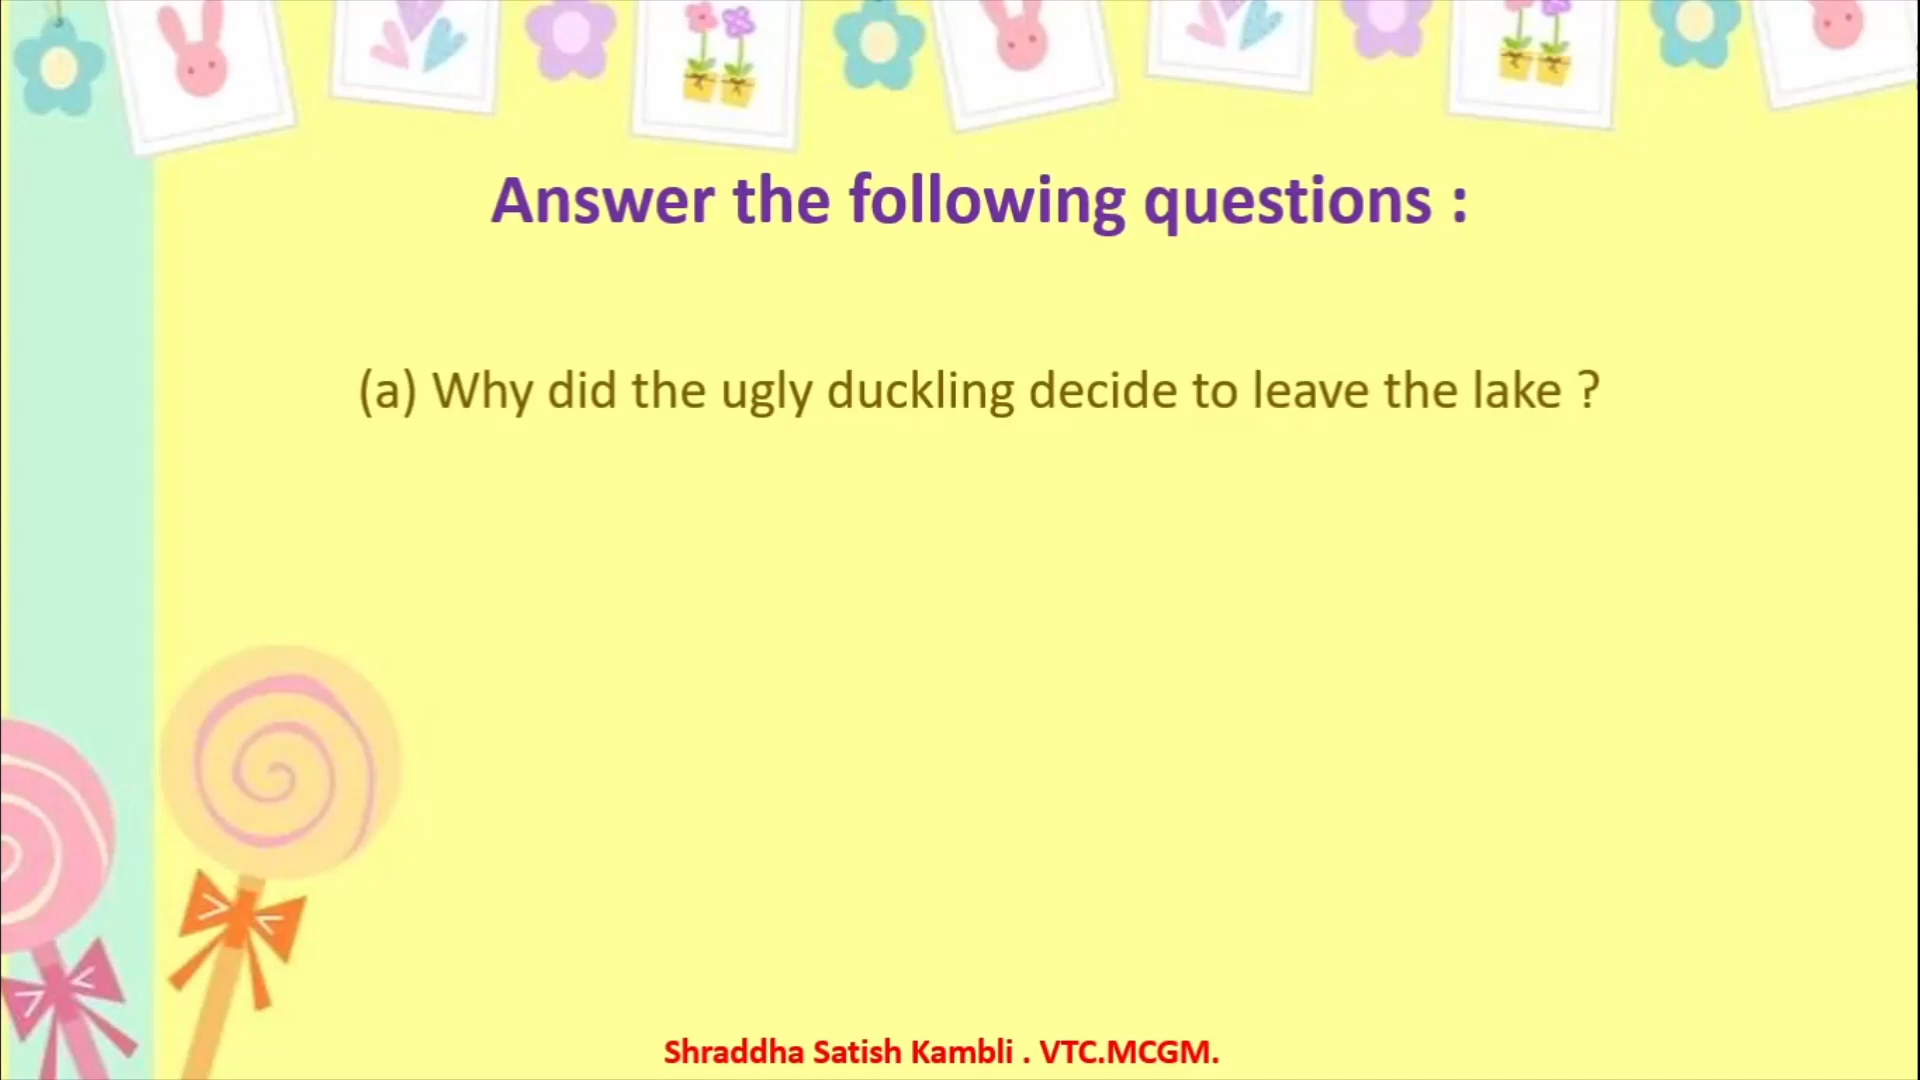 Answer the following questions :
(a) Why did the ugly duckling decide to leave the lake ?
Shraddha Satish Kambli . VTC.MCGM.